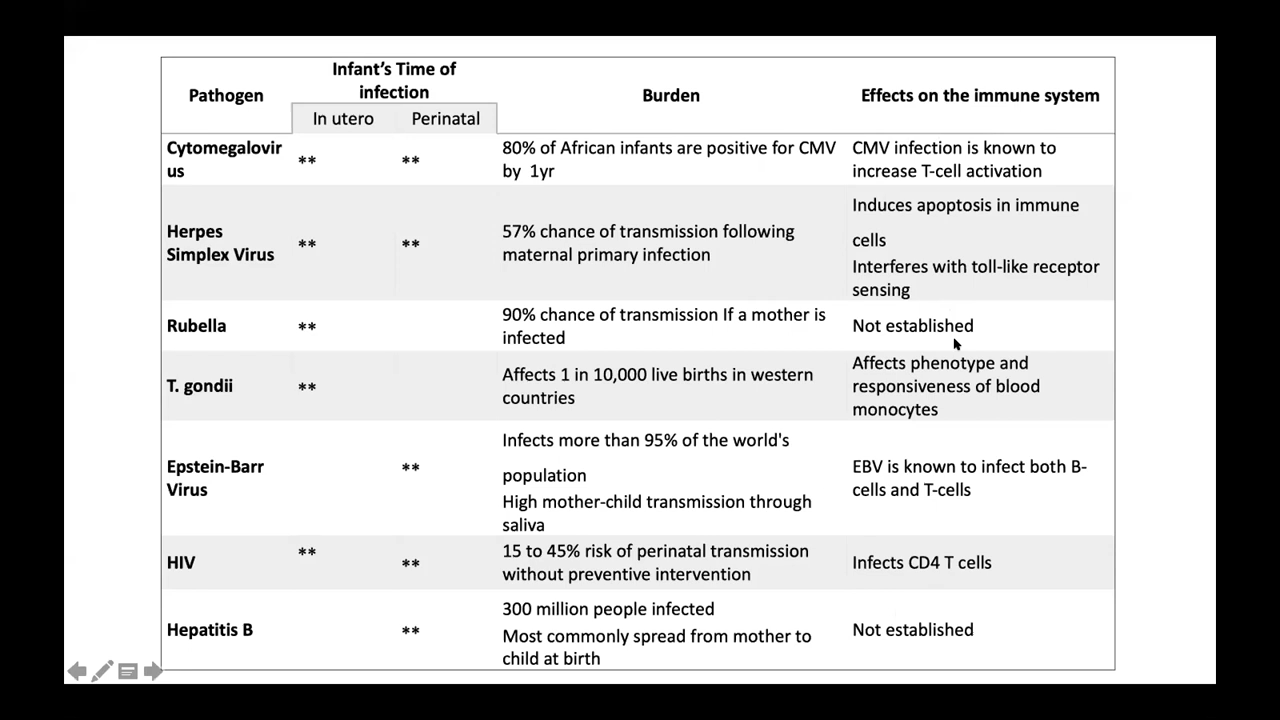 Pathogen
Infant's Time of
infection
In utero
Perinatal
Burden
Effects on the immune system
Cytomegalovir
us
**
**
80% of African infants are positive for CMV
by 1yr
CMV infection is known to
increase T-cell activation
Herpes
Simplex Virus
**
**
57% chance of transmission following
maternal primary infection
Induces apoptosis in immune
cells
Interferes with toll-like receptor
sensing
Rubella
**
90% chance of transmission If a mother is
infected
Not established
T. gondii
**
Affects 1 in 10,000 live births in western
countries
Affects phenotype and
responsiveness of blood
monocytes
Epstein-Barr
Virus
**
Infects more than 95% of the world's
population
High mother-child transmission through
saliva
EBV is known to infect both B-
cells and T-cells
HIV
**
**
15 to 45% risk of perinatal transmission
without preventive intervention
Infects CD4 T cells
Hepatitis B
**
300 million people infected
Most commonly spread from mother to
child at birth
Not established